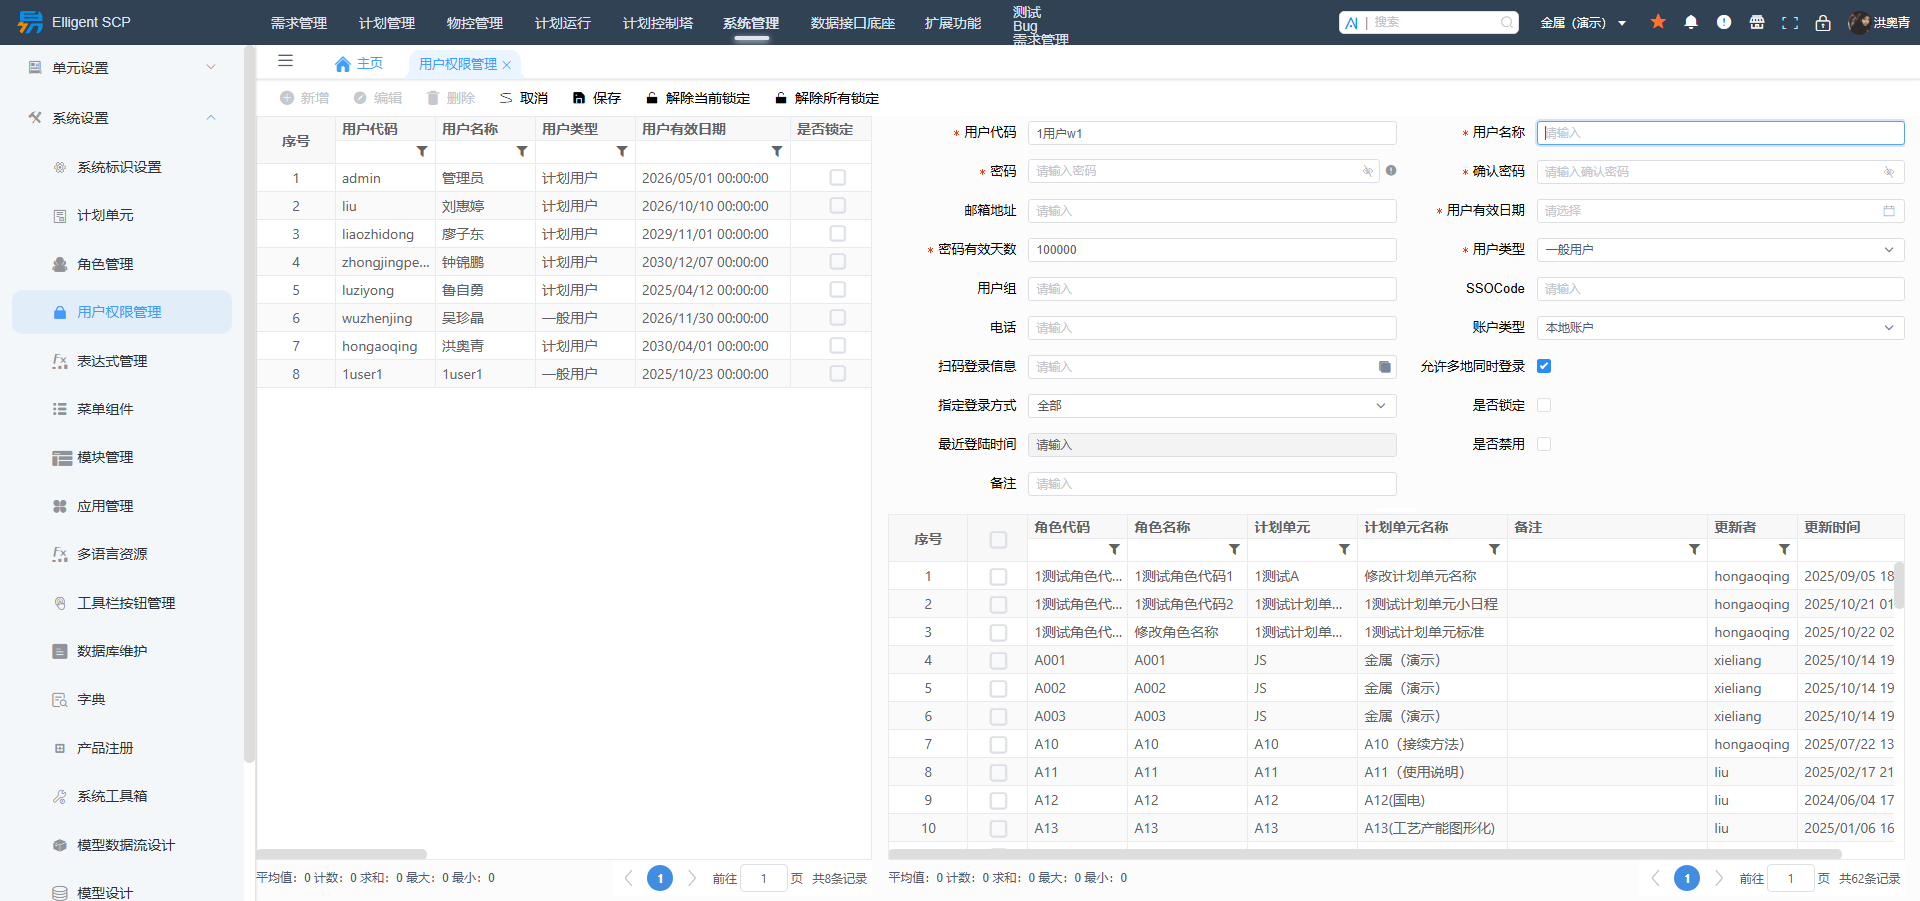 Elligent SCP
需求管理 计划管理 物控管理 计划运行 计划控制塔 系统管理 数据接口底座 扩展功能 测试 Bug 需求管理
AI | 搜索
金属（演示）
洪奥青
单元设置
系统设置
系统标识设置
计划单元
角色管理
用户权限管理
表达式管理
菜单组件
模块管理
应用管理
多语言资源
工具栏按钮管理
数据库维护
字典
产品注册
系统工具箱
模型数据流设计
模型设计
主页 用户权限管理
新增 编辑 删除 取消 保存 解除当前锁定 解除所有锁定
序号 用户代码 用户名称 用户类型 用户有效日期 是否锁定
1 admin 管理员 计划用户 2026/05/01 00:00:00
2 liu 刘惠婷 计划用户 2026/10/10 00:00:00
3 liaozhidong 廖子东 计划用户 2029/11/01 00:00:00
4 zhongjingpe... 钟锦鹏 计划用户 2030/12/07 00:00:00
5 luziyong 鲁自勇 计划用户 2025/04/12 00:00:00
6 wuzhenjing 吴珍晶 一般用户 2026/11/30 00:00:00
7 hongaoqing 洪奥青 计划用户 2030/04/01 00:00:00
8 1user1 1user1 一般用户 2025/10/23 00:00:00
平均值：0 计数：0 求和：0 最大：0 最小：0
1 前往 1 页 共8条记录
* 用户代码 1用户w1 * 用户名称 请输入
* 密码 请输入密码 * 确认密码 请输入确认密码
邮箱地址 请输入 * 用户有效日期 请选择
* 密码有效天数 100000 * 用户类型 一般用户
用户组 请输入 SSOCode 请输入
电话 请输入 账户类型 本地账户
扫码登录信息 请输入 允许多地同时登录
指定登录方式 全部 是否锁定
最近登陆时间 请输入 是否禁用
备注 请输入
序号 角色代码 角色名称 计划单元 计划单元名称 备注 更新者 更新时间
1 1测试角色代... 1测试角色代码1 1测试A 修改计划单元名称 hongaoqing 2025/09/05 18
2 1测试角色代... 1测试角色代码2 1测试计划单... 1测试计划单元小日程 hongaoqing 2025/10/21 01
3 1测试角色代... 修改角色名称 1测试计划单... 1测试计划单元标准 hongaoqing 2025/10/22 02
4 A001 A001 JS 金属（演示） xieliang 2025/10/14 19
5 A002 A002 JS 金属（演示） xieliang 2025/10/14 19
6 A003 A003 JS 金属（演示） xieliang 2025/10/14 19
7 A10 A10 A10 A10（接续方法） hongaoqing 2025/07/22 13
8 A11 A11 A11 A11（使用说明） liu 2025/02/17 21
9 A12 A12 A12 A12(国电) liu 2024/06/04 17
10 A13 A13 A13 A13(工艺产能图形化) liu 2025/01/06 16
平均值：0 计数：0 求和：0 最大：0 最小：0
1 前往 1 页 共62条记录